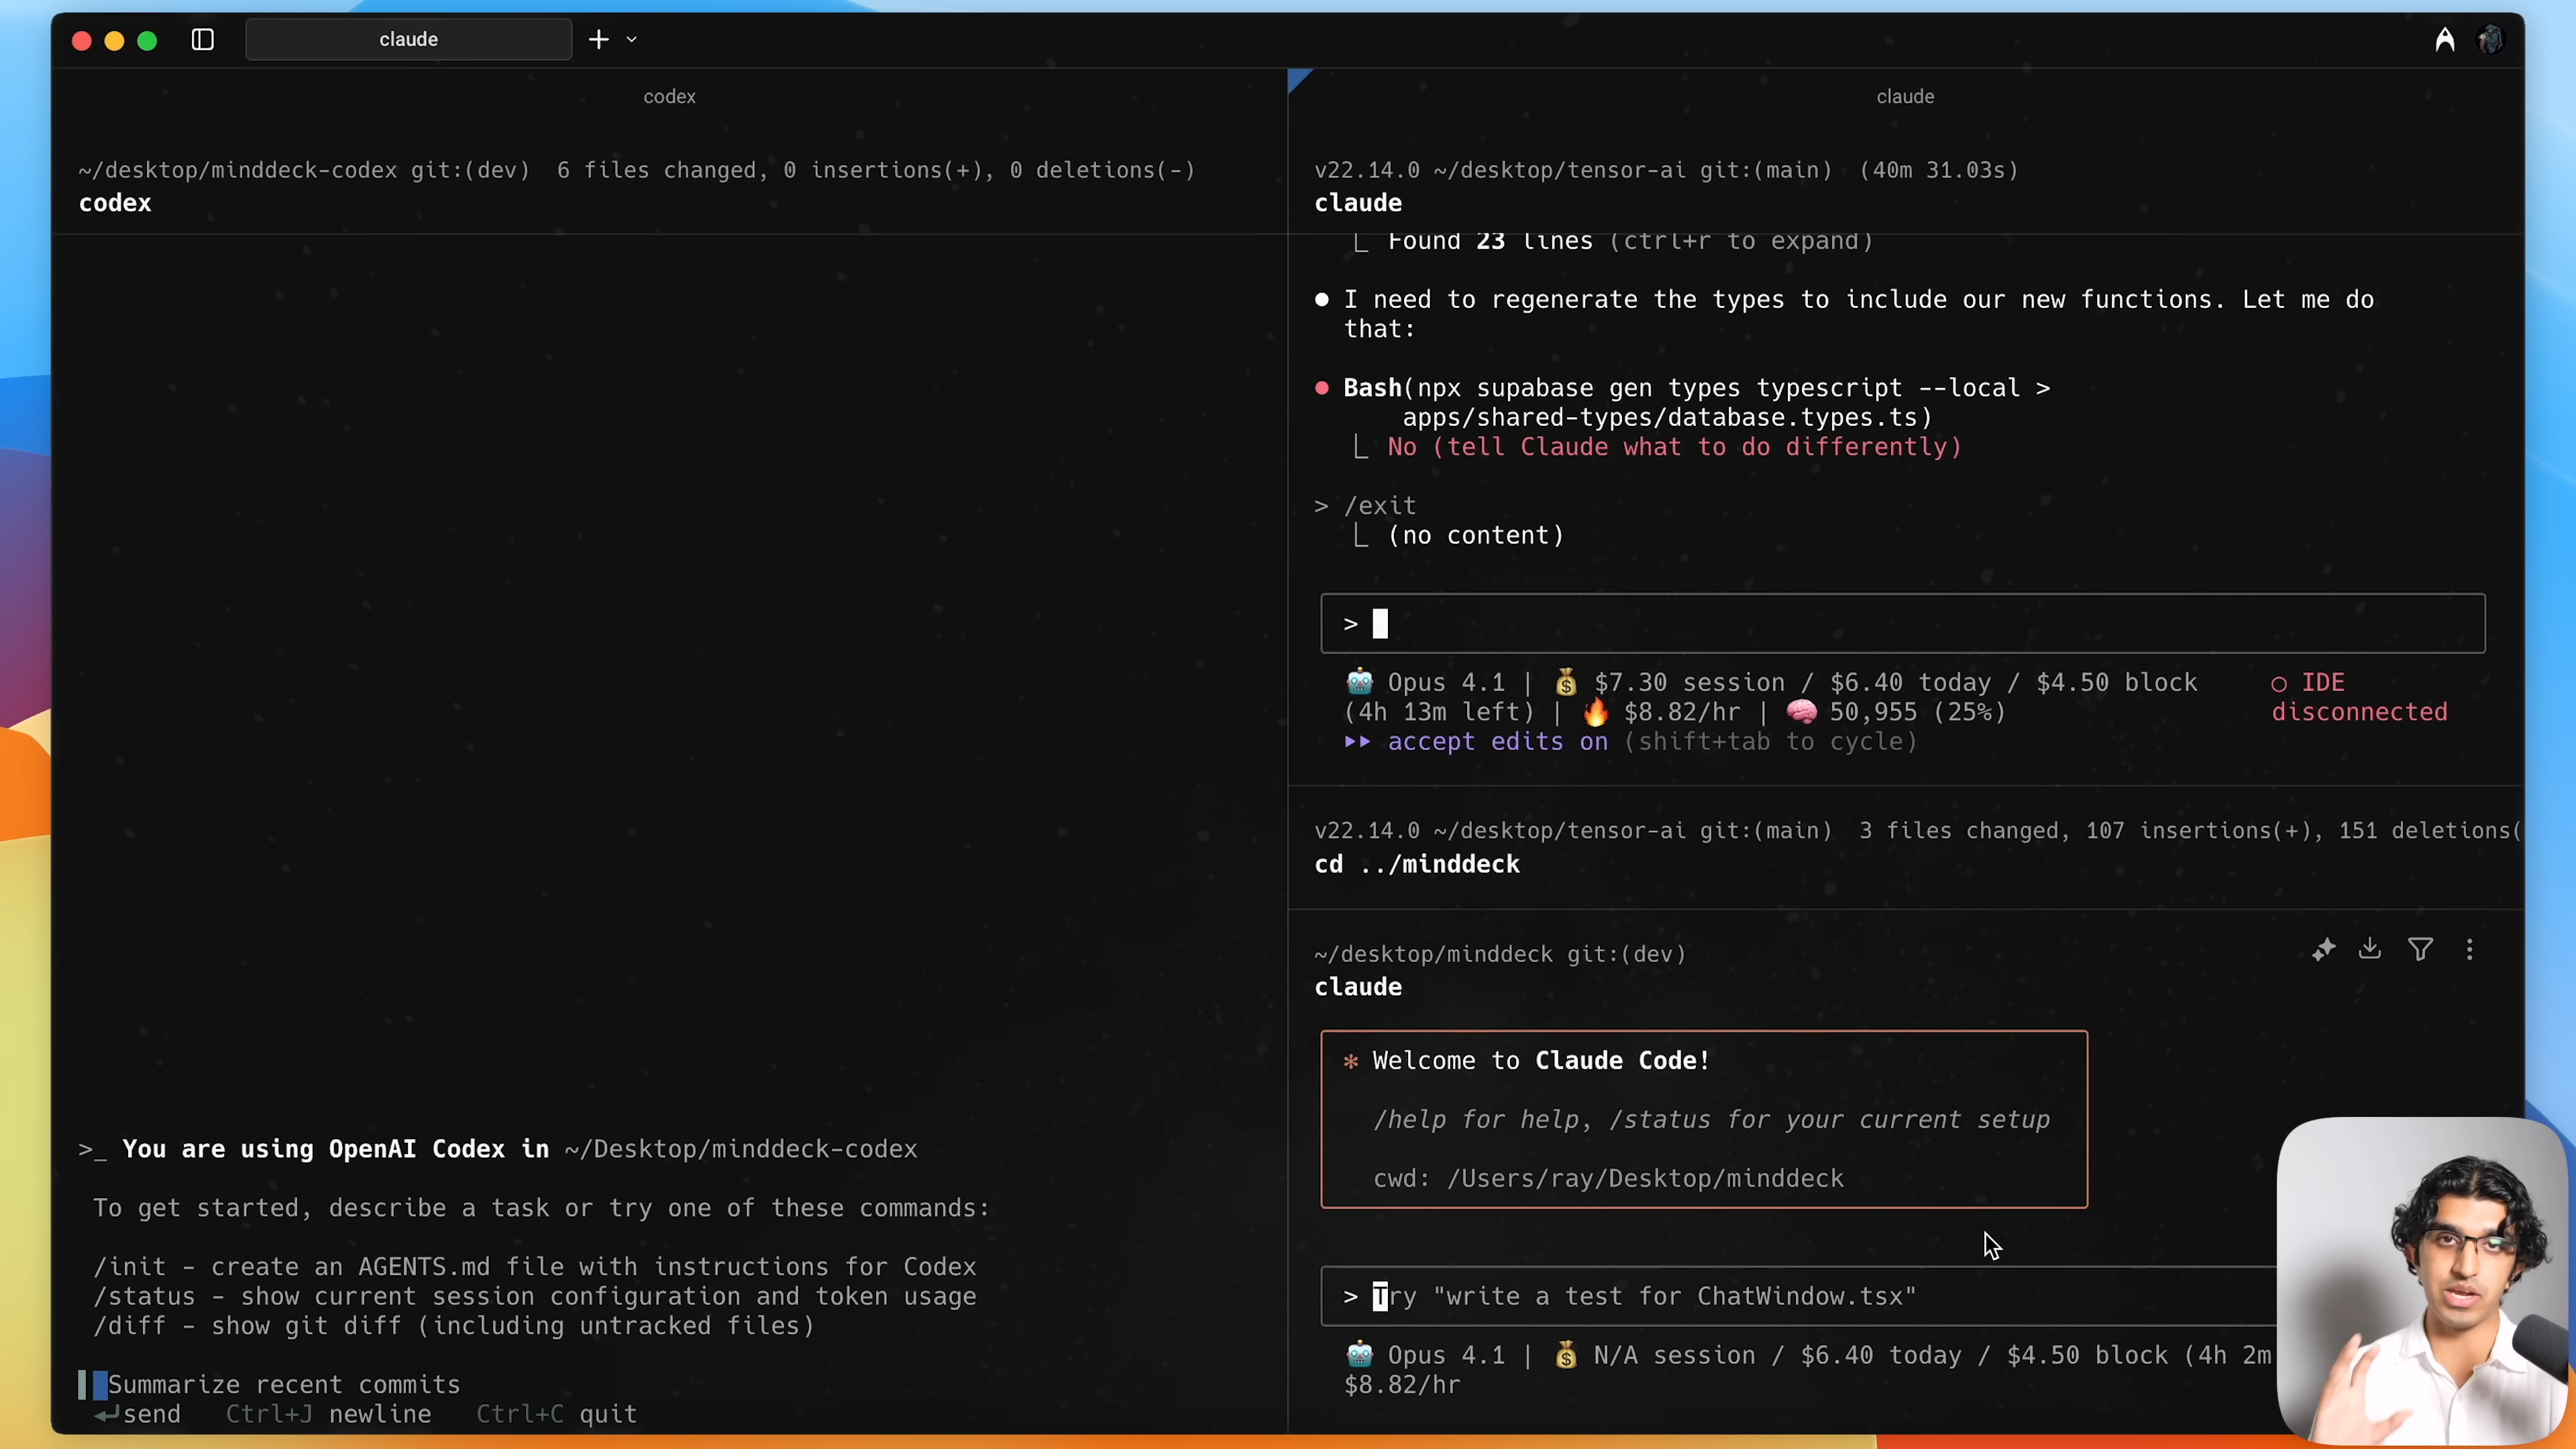 claude
codex
~/desktop/minddeck-codex git:(dev)  6 files changed, 0 insertions(+), 0 deletions(-)
codex
>_ You are using OpenAI Codex in ~/Desktop/minddeck-codex
To get started, describe a task or try one of these commands:
/init - create an AGENTS.md file with instructions for Codex
/status - show current session configuration and token usage
/diff - show git diff (including untracked files)
Summarize recent commits
send   Ctrl+J newline   Ctrl+C quit
claude
v22.14.0 ~/desktop/tensor-ai git:(main)  (40m 31.03s)
claude
Found 23 lines (ctrl+r to expand)
I need to regenerate the types to include our new functions. Let me do
that:
Bash(npx supabase gen types typescript --local >
apps/shared-types/database.types.ts)
No (tell Claude what to do differently)
> /exit
(no content)
>
Opus 4.1 | 💰 $7.30 session / $6.40 today / $4.50 block
(4h 13m left) | 🔥 $8.82/hr | 🧠 50,955 (25%)
○ IDE
disconnected
accept edits on (shift+tab to cycle)
v22.14.0 ~/desktop/tensor-ai git:(main)  3 files changed, 107 insertions(+), 151 deletions(
cd ../minddeck
~/desktop/minddeck git:(dev)
claude
* Welcome to Claude Code!
/help for help, /status for your current setup
cwd: /Users/ray/Desktop/minddeck
> Try "write a test for ChatWindow.tsx"
Opus 4.1 | 💰 N/A session / $6.40 today / $4.50 block (4h 2m
$8.82/hr